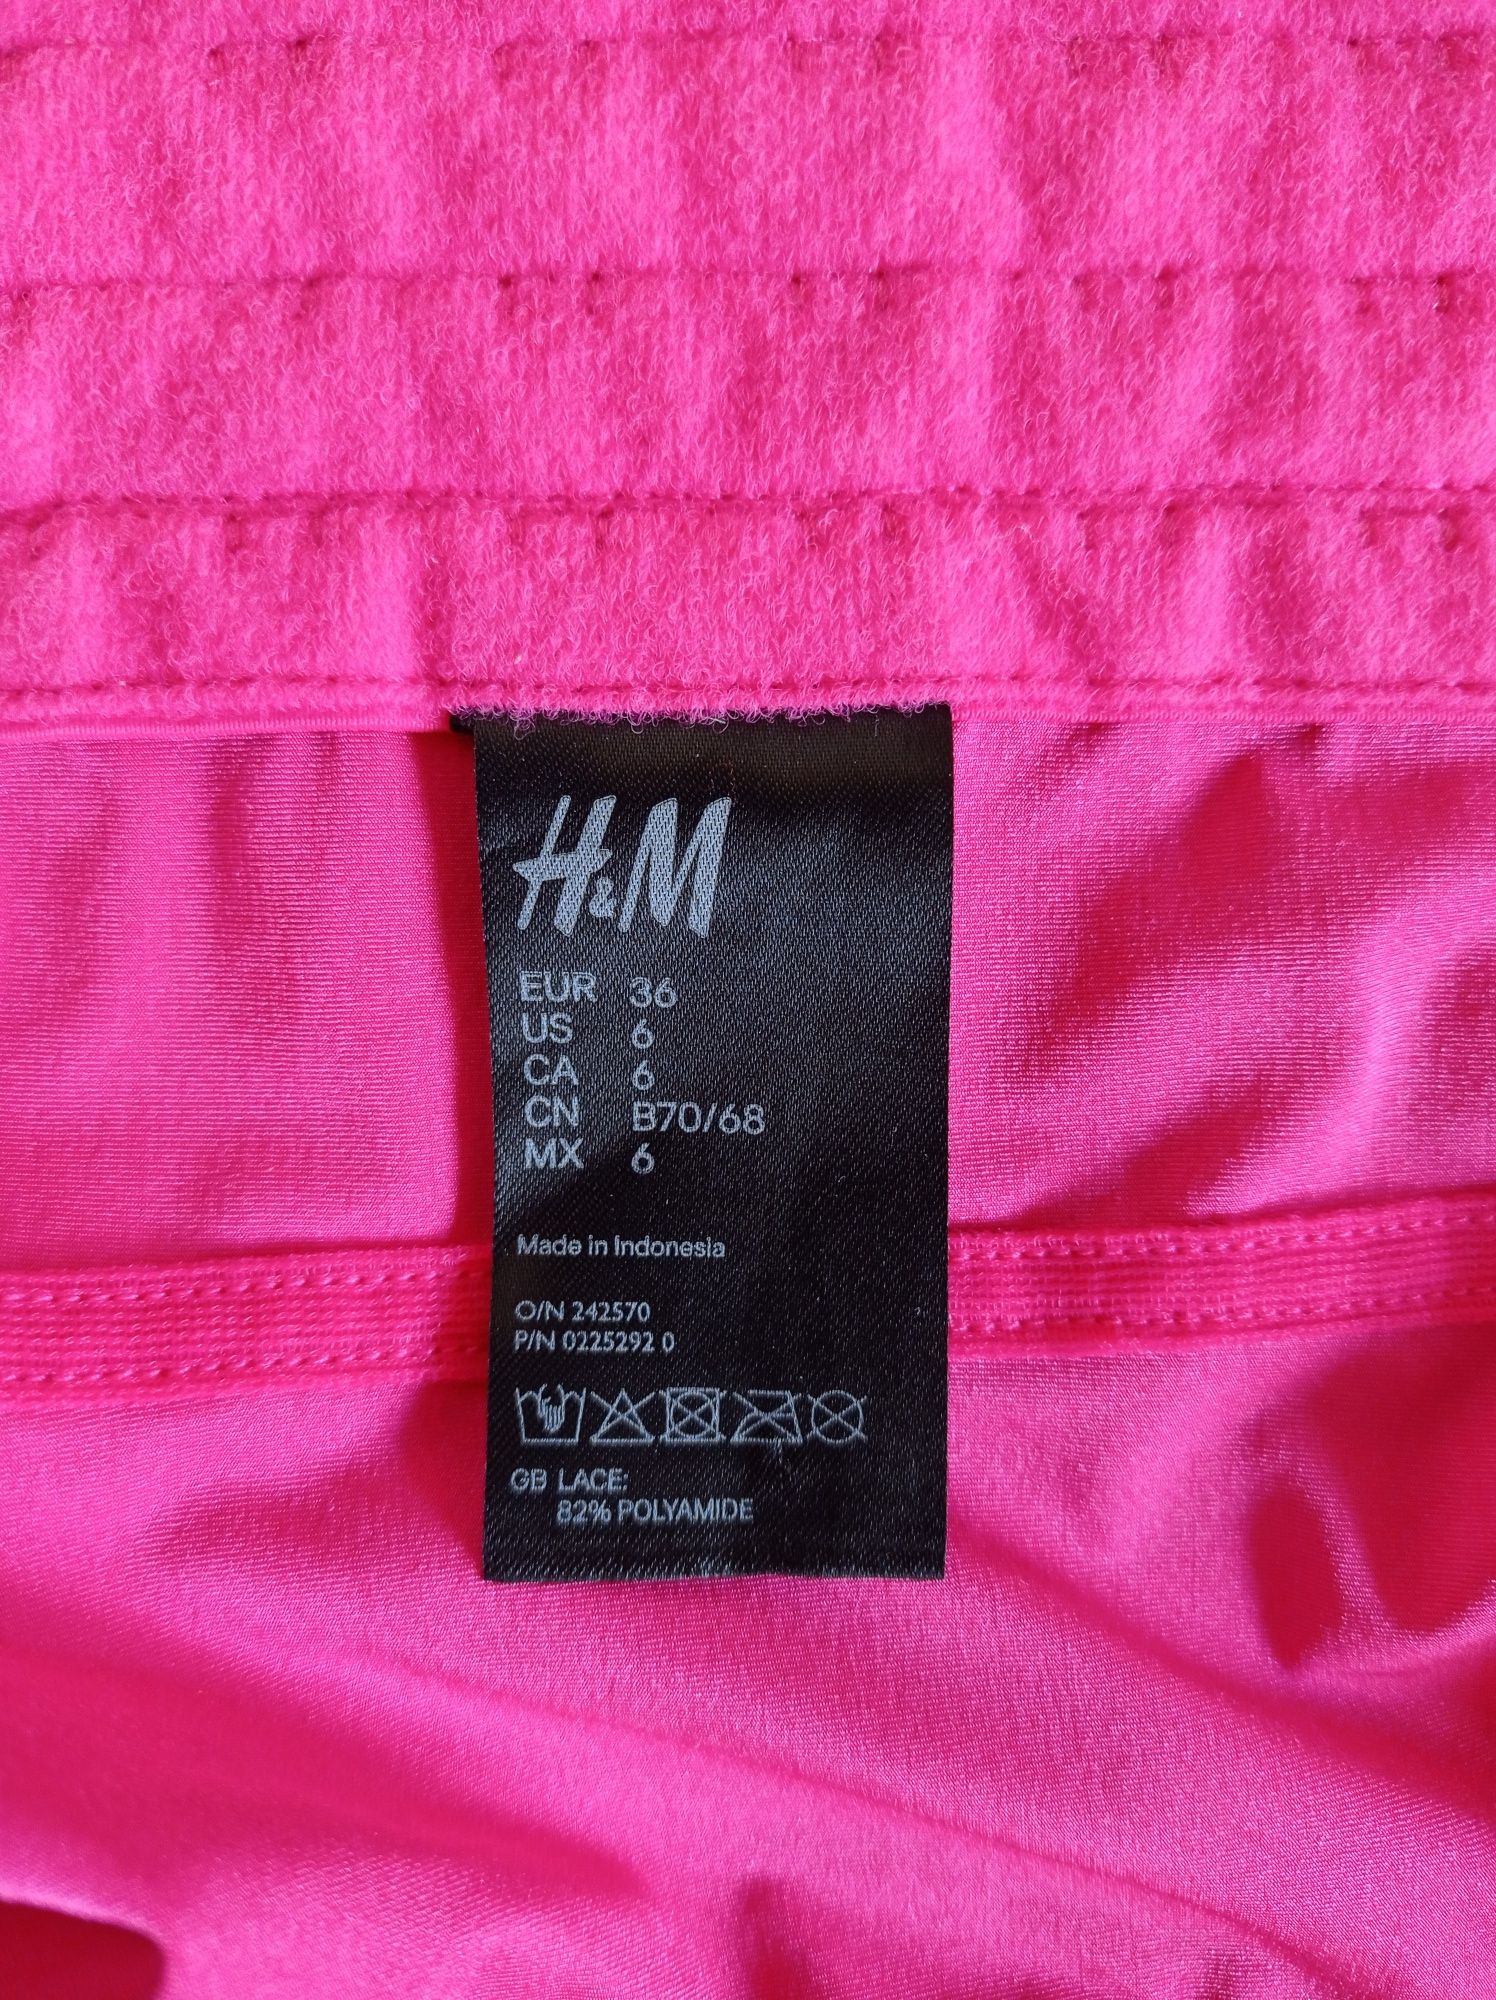 H&M
EUR 36
US 6
CA 6
CN B70/68
MX 6
Made in Indonesia
O/N 242570
P/N 0225292 0
GB LACE:
82% POLYAMIDE